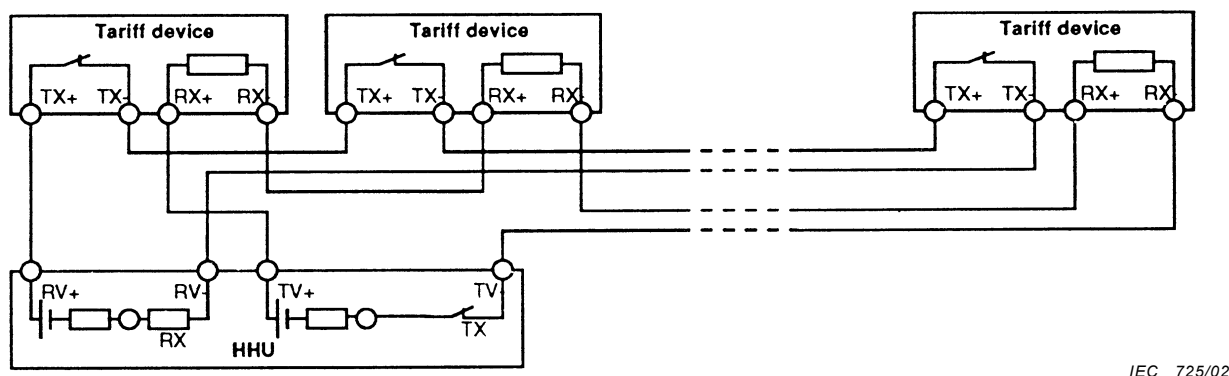 Tariff device
TX+ TX- RX+ RX-
Tariff device
TX+ TX- RX+ RX-
Tariff device
TX+ TX- RX+ RX-
RV+ RV- TV+ TV-
RX TX
HHU
IEC 725/02